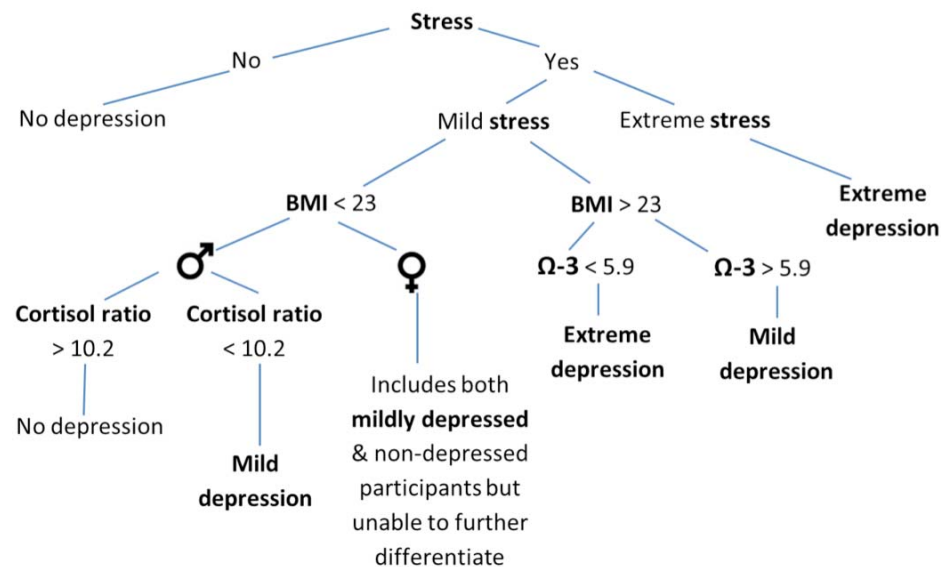 Stress
No
Yes
No depression
Mild stress
Extreme stress
BMI < 23
BMI > 23
Extreme
depression
Ω-3 < 5.9
Ω-3 > 5.9
Cortisol ratio
> 10.2
Cortisol ratio
< 10.2
Extreme
depression
Mild
depression
No depression
Mild
depression
Includes both
mildly depressed
& non-depressed
participants but
unable to further
differentiate